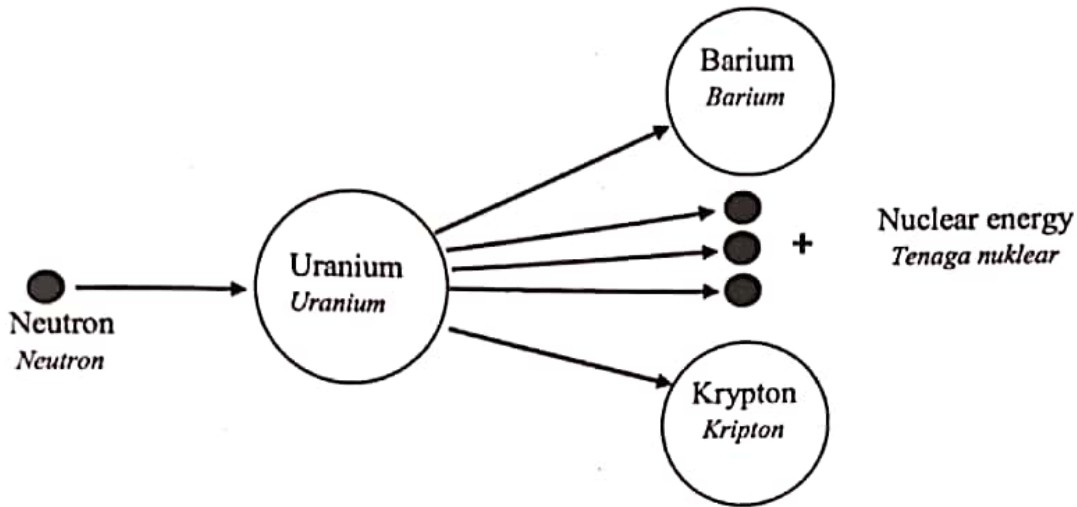 Barium
Barium
Nuclear energy
Tenaga nuklear
+
Uranium
Uranium
Neutron
Neutron
Krypton
Kripton